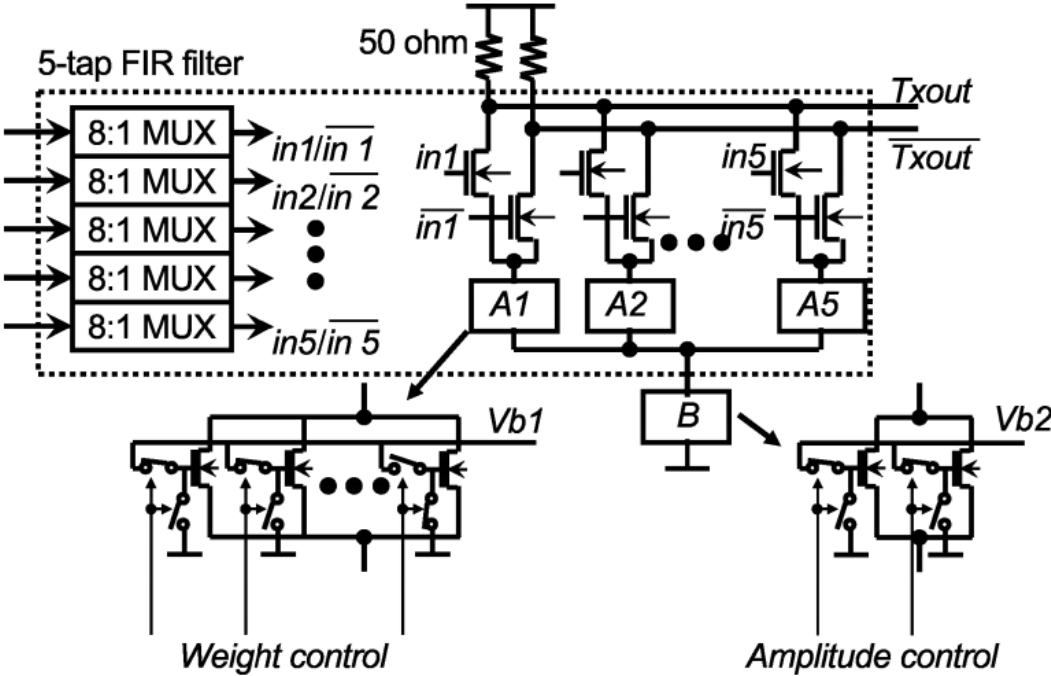 50 ohm
5-tap FIR filter
Txout
8:1 MUX
in1/in 1
in1
in5
Txout
8:1 MUX
in2/in 2
8:1 MUX
in1
in5
8:1 MUX
A1
A2
A5
8:1 MUX
in5/in 5
B
Vb1
Vb2
Weight control
Amplitude control